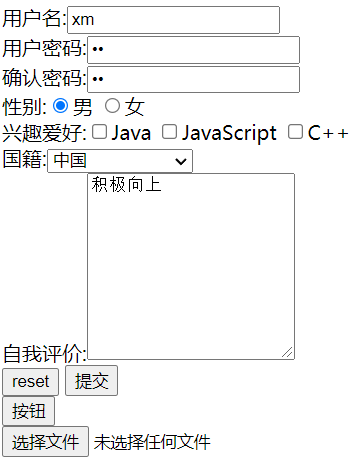 用户名:xm
用户密码:••
确认密码:••
性别: 男 女
兴趣爱好: Java JavaScript C++
国籍:中国
积极向上
自我评价:
reset 提交
按钮
选择文件 未选择任何文件